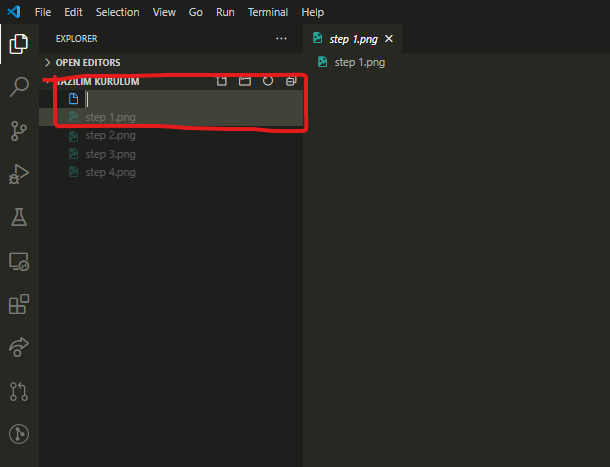 File Edit Selection View Go Run Terminal Help
EXPLORER
step 1.png
OPEN EDITORS
step 1.png
YAZILIM KURULUM
step 1.png
step 2.png
step 3.png
step 4.png